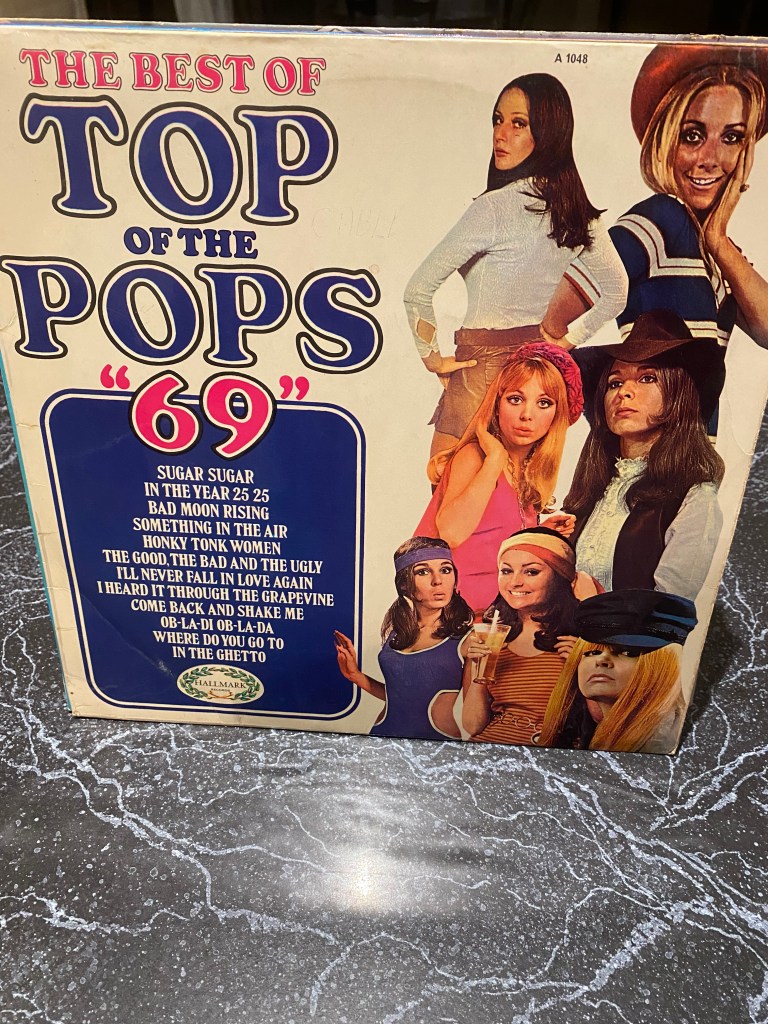 THE BEST OF
TOP
OF THE
POPS
"69"
A 1048
SUGAR SUGAR
IN THE YEAR 25 25
BAD MOON RISING
SOMETHING IN THE AIR
HONKY TONK WOMEN
THE GOOD, THE BAD AND THE UGLY
I'LL NEVER FALL IN LOVE AGAIN
I HEARD IT THROUGH THE GRAPEVINE
COME BACK AND SHAKE ME
OB-LA-DI OB-LA-DA
WHERE DO YOU GO TO
IN THE GHETTO
HALLMARK
RECORDS